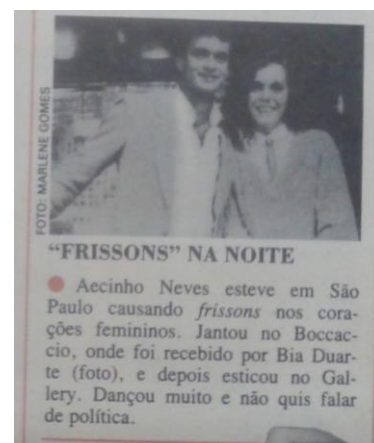 FOTO: MARLENE GOMES
“FRISSONS” NA NOITE
● Aecinho Neves esteve em São
Paulo causando frissons nos cora-
ções femininos. Jantou no Boccac-
cio, onde foi recebido por Bia Duar-
te (foto), e depois esticou no Gal-
lery. Dançou muito e não quis falar
de política.